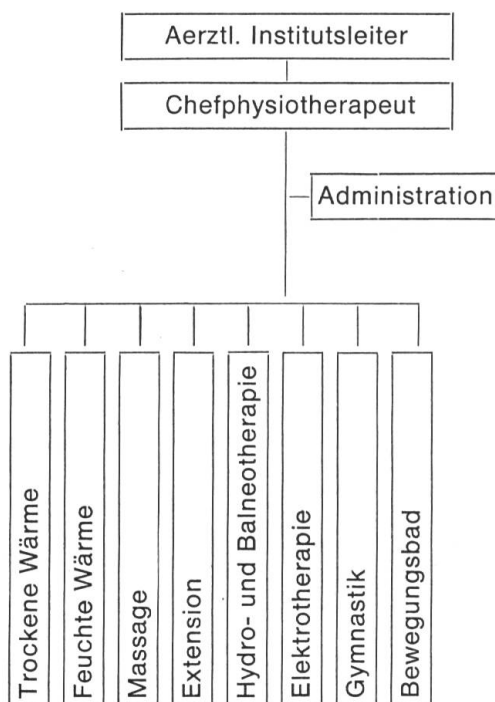 Aerztl. Institutsleiter
Chefphysiotherapeut
Administration
Trockene Wärme
Feuchte Wärme
Massage
Extension
Hydro- und Balneotherapie
Elektrotherapie
Gymnastik
Bewegungsbad